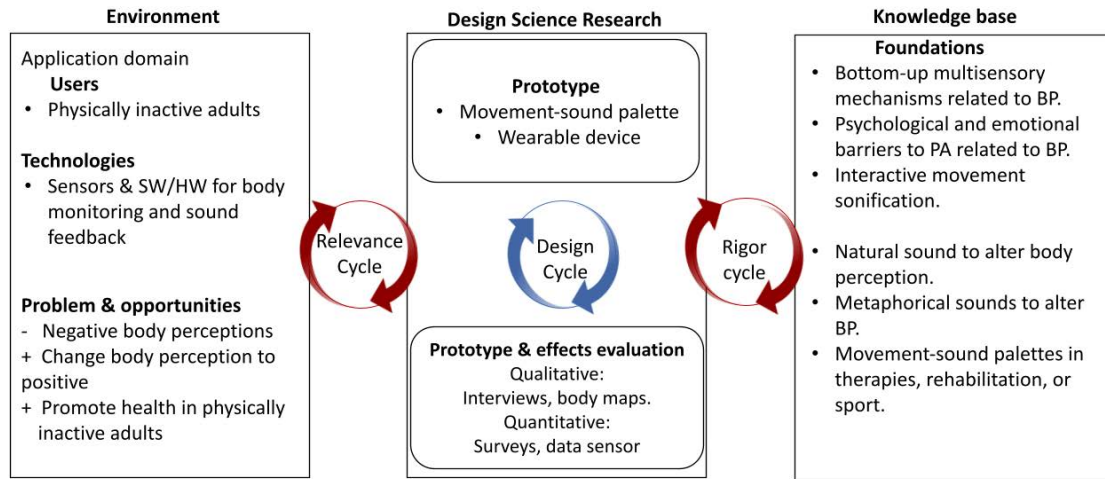 Environment
Application domain
Users
• Physically inactive adults
Technologies
• Sensors & SW/HW for body
monitoring and sound
feedback
Problem & opportunities
- Negative body perceptions
+ Change body perception to
positive
+ Promote health in physically
inactive adults
Relevance
Cycle
Design Science Research
Prototype
• Movement-sound palette
• Wearable device
Design
Cycle
Prototype & effects evaluation
Qualitative:
Interviews, body maps.
Quantitative:
Surveys, data sensor
Rigor
cycle
Knowledge base
Foundations
• Bottom-up multisensory
mechanisms related to BP.
• Psychological and emotional
barriers to PA related to BP.
• Interactive movement
sonification.
• Natural sound to alter body
perception.
• Metaphorical sounds to alter
BP.
• Movement-sound palettes in
therapies, rehabilitation, or
sport.